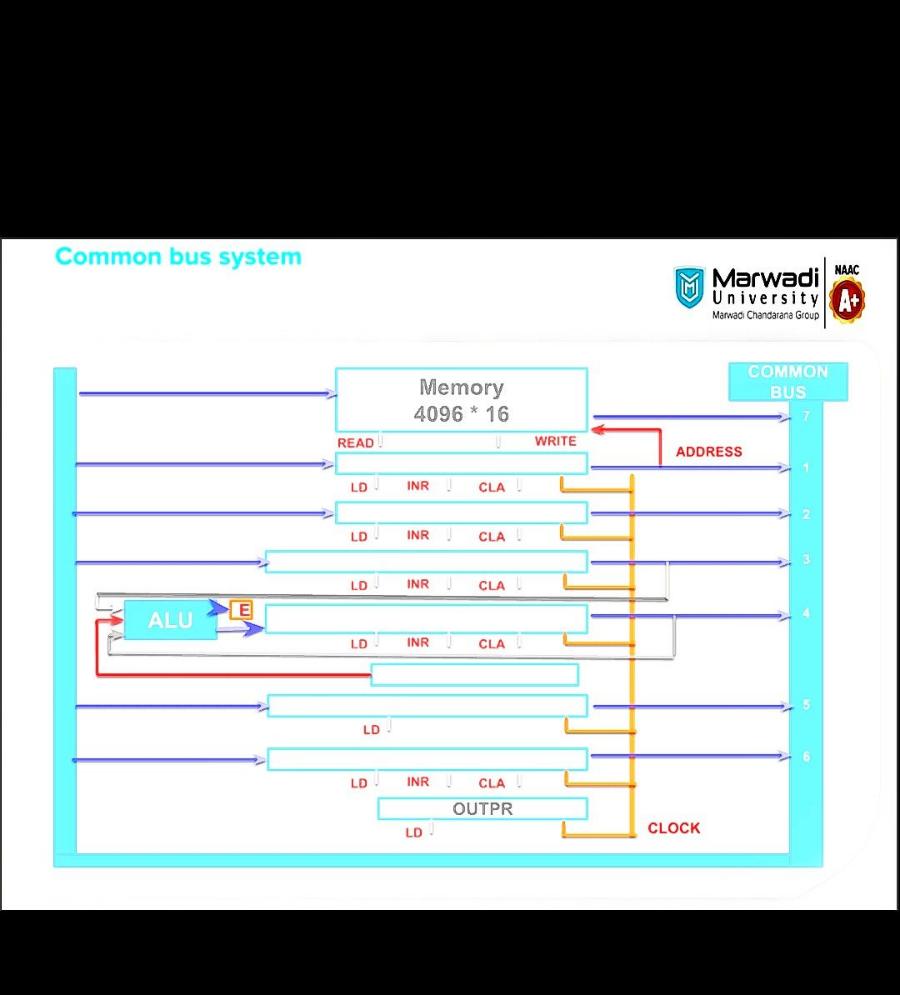 Common bus system
Marwadi
University
Marwadi Chandarana Group
NAAC
A+
COMMON
BUS
Memory
4096 * 16
7
READ
WRITE
ADDRESS
1
LD INR CLA
2
LD INR CLA
3
LD INR CLA
ALU
E
4
LD INR CLA
5
LD
6
LD INR CLA
OUTPR
LD
CLOCK